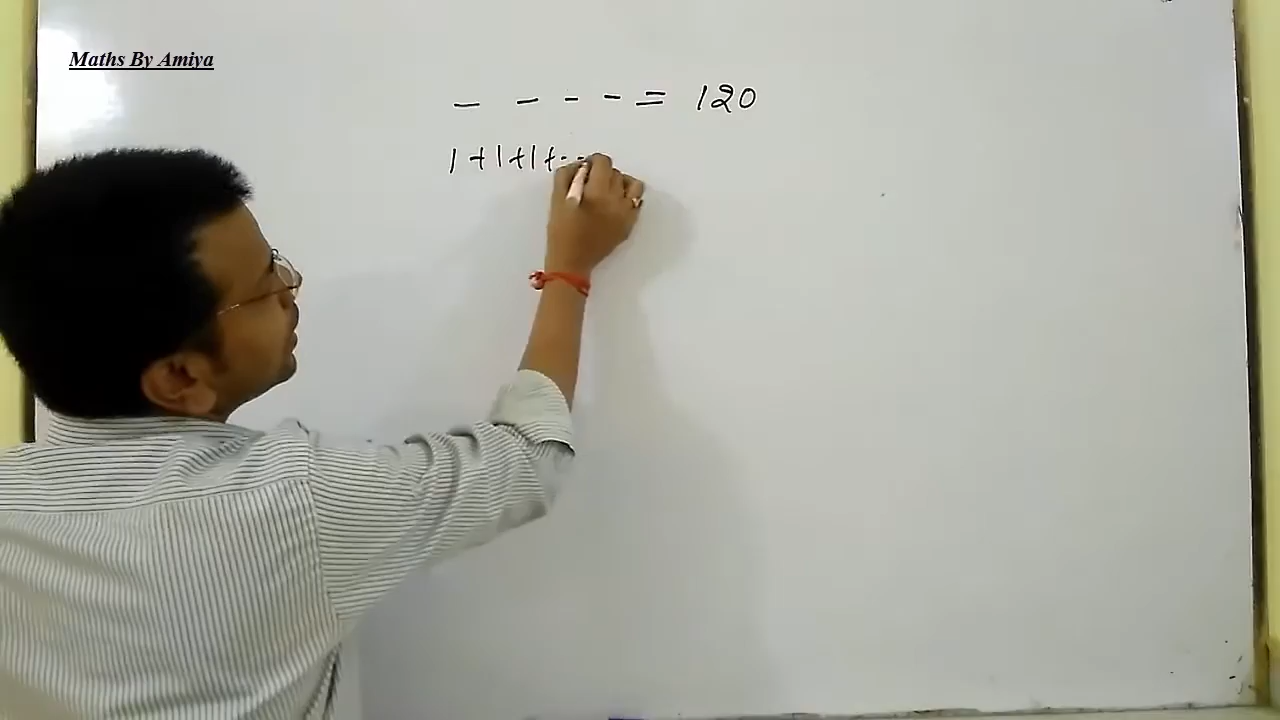 Maths By Amiya
— — - - = 120
1+1+1+--